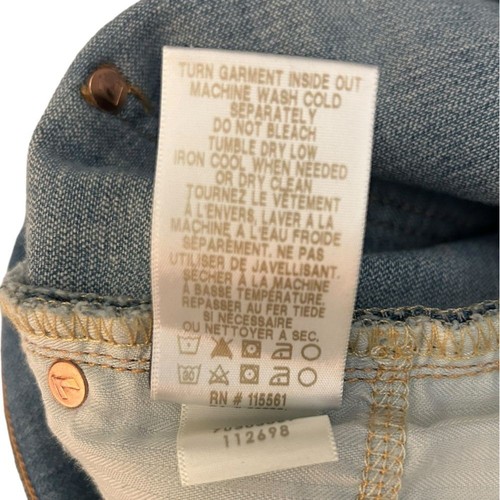 TURN GARMENT INSIDE OUT
MACHINE WASH COLD
SEPARATELY
DO NOT BLEACH
TUMBLE DRY LOW
IRON COOL WHEN NEEDED
OR DRY CLEAN
TOURNEZ LE VÊTEMENT
À L'ENVERS, LAVER A LA
MACHINE A L'EAU FROIDE
SÉPARÉMENT. NE PAS
UTILISER DE JAVELLISANT.
SÉCHER À LA MACHINE
À BASSE TEMPÉRATURE
REPASSER AU FER TIÈDE
SI NÉCESSAIRE
OU NETTOYER A SEC.
RN # 115561
112698